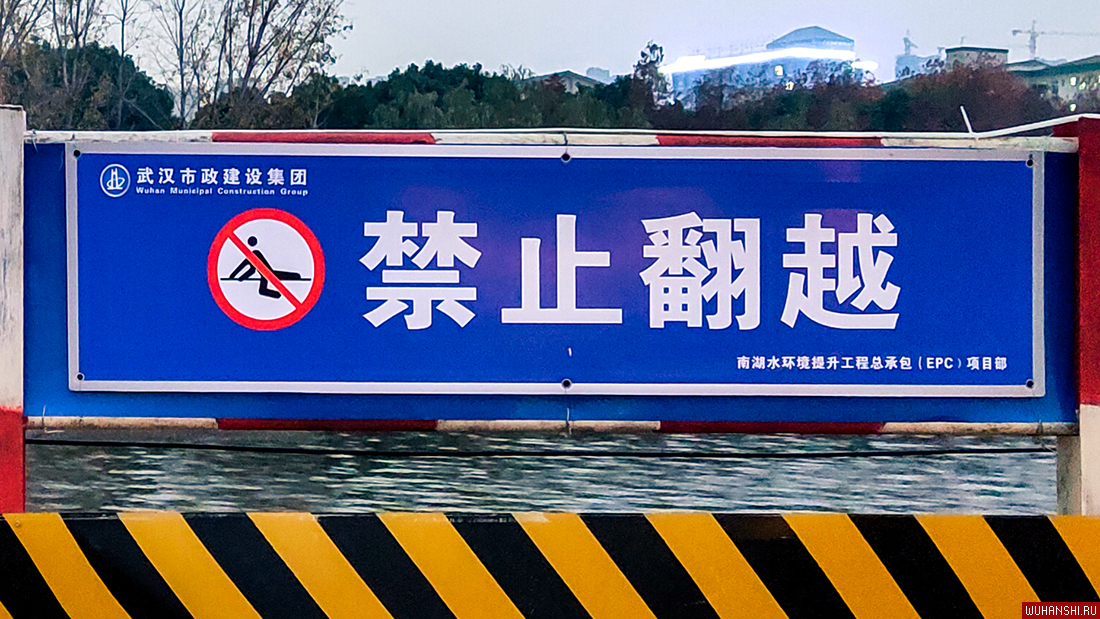 武汉市政建设集团
Wuhan Municipal Construction Group
禁止翻越
南湖水环境提升工程总承包（EPC）项目部
WUHANSHI.RU